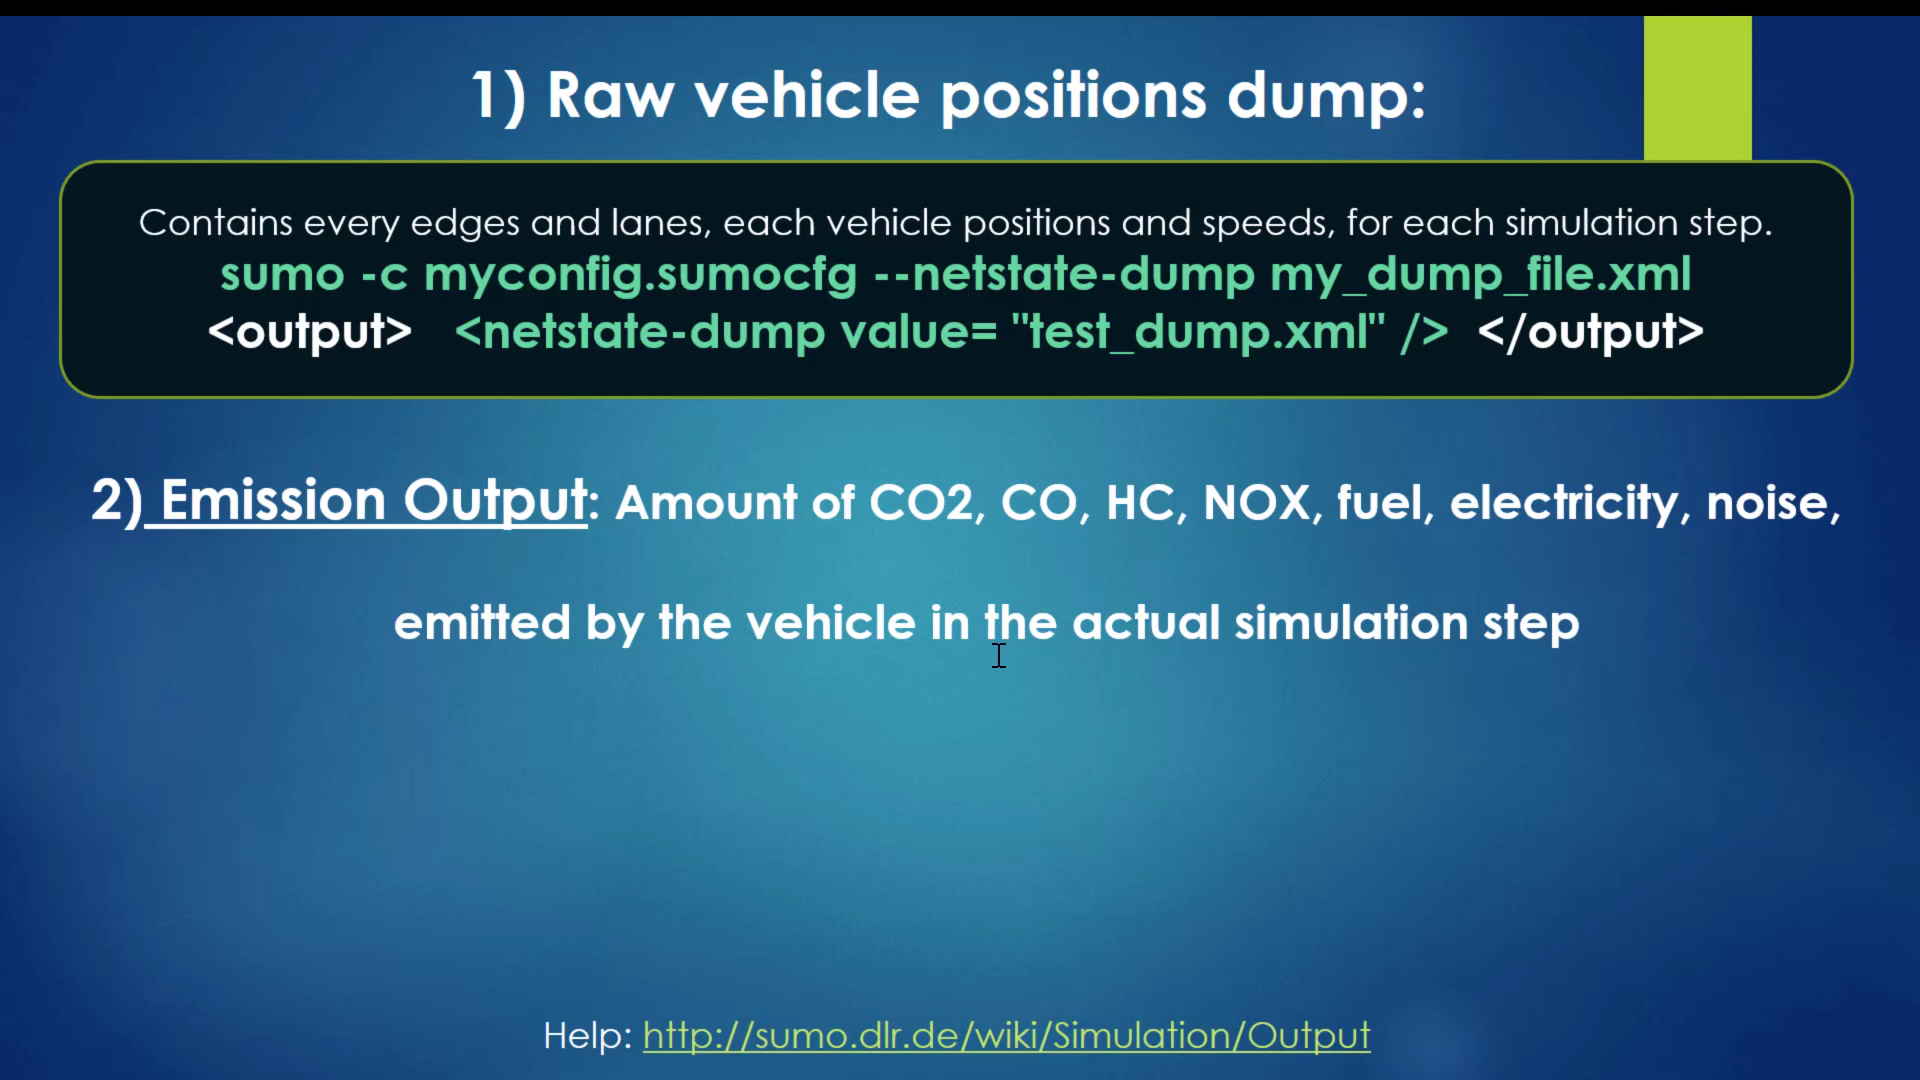 1) Raw vehicle positions dump:
Contains every edges and lanes, each vehicle positions and speeds, for each simulation step.
sumo -c myconfig.sumocfg --netstate-dump my_dump_file.xml
<output> <netstate-dump value= "test_dump.xml" /> </output>
2) Emission Output: Amount of CO2, CO, HC, NOX, fuel, electricity, noise,
emitted by the vehicle in the actual simulation step
Help: http://sumo.dlr.de/wiki/Simulation/Output